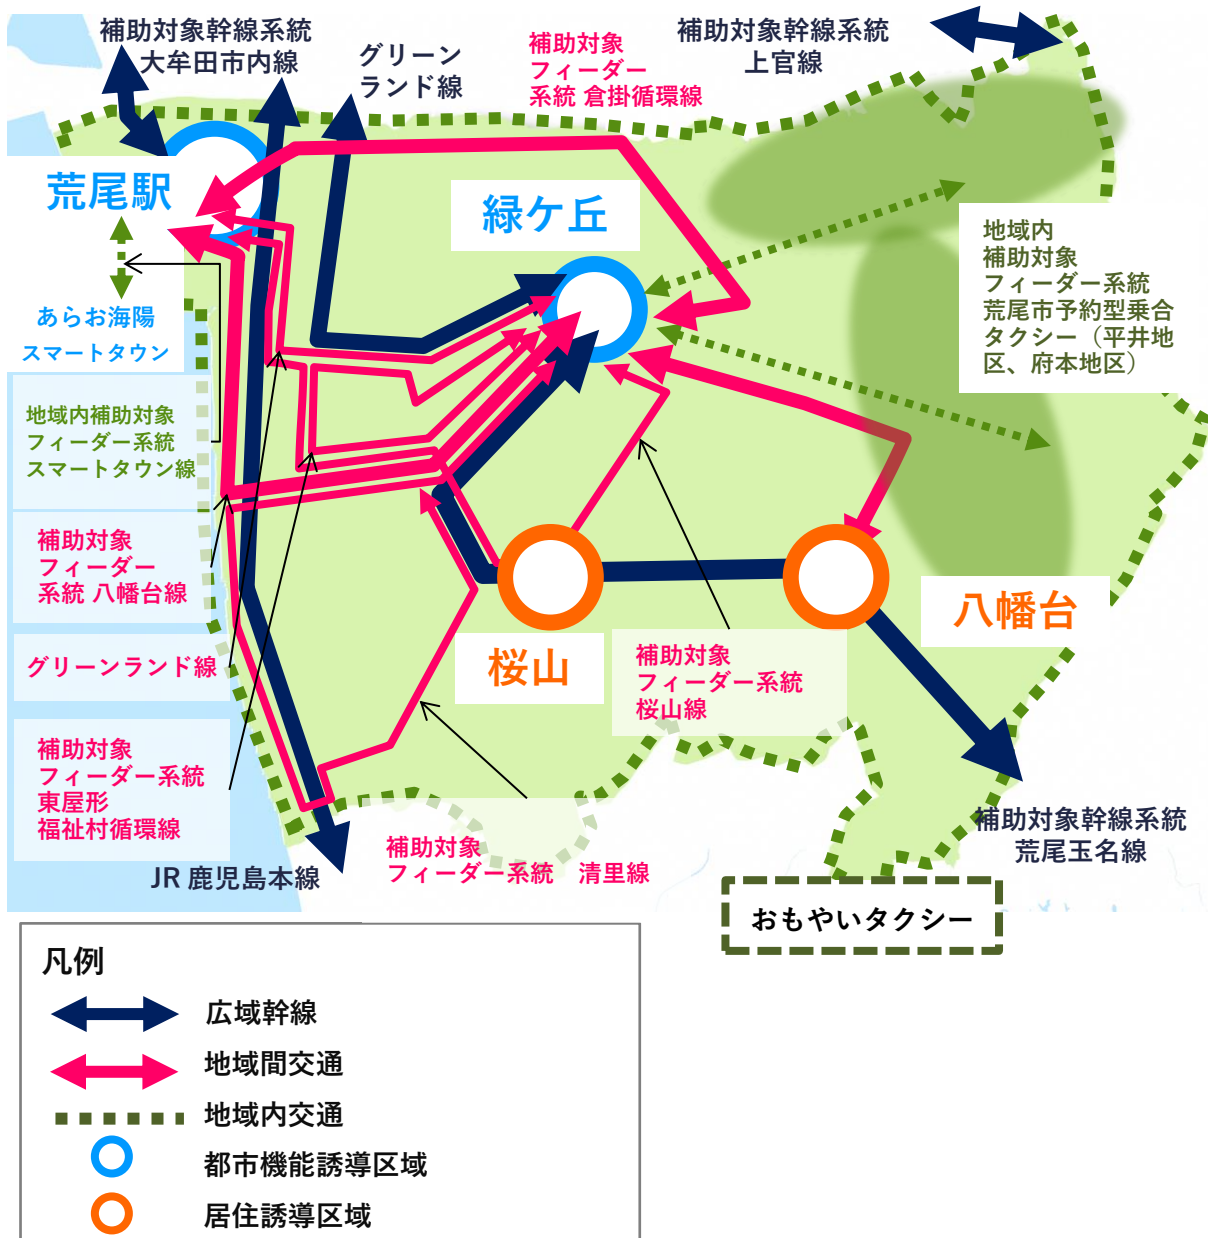 補助対象幹線系統
大牟田市内線
グリーン
ランド線
補助対象
フィーダー
系統 倉掛循環線
補助対象幹線系統
上官線
荒尾駅
緑ケ丘
あらお海陽
スマートタウン
地域内
補助対象
フィーダー系統
荒尾市予約型乗合
タクシー（平井地
区、府本地区）
地域内補助対象
フィーダー系統
スマートタウン線
補助対象
フィーダー
系統 八幡台線
グリーンランド線
補助対象
フィーダー系統
東屋形
福祉村循環線
桜山
八幡台
補助対象
フィーダー系統
桜山線
補助対象
フィーダー系統 清里線
JR 鹿児島本線
補助対象幹線系統
荒尾玉名線
おもやいタクシー
凡例
広域幹線
地域間交通
地域内交通
都市機能誘導区域
居住誘導区域